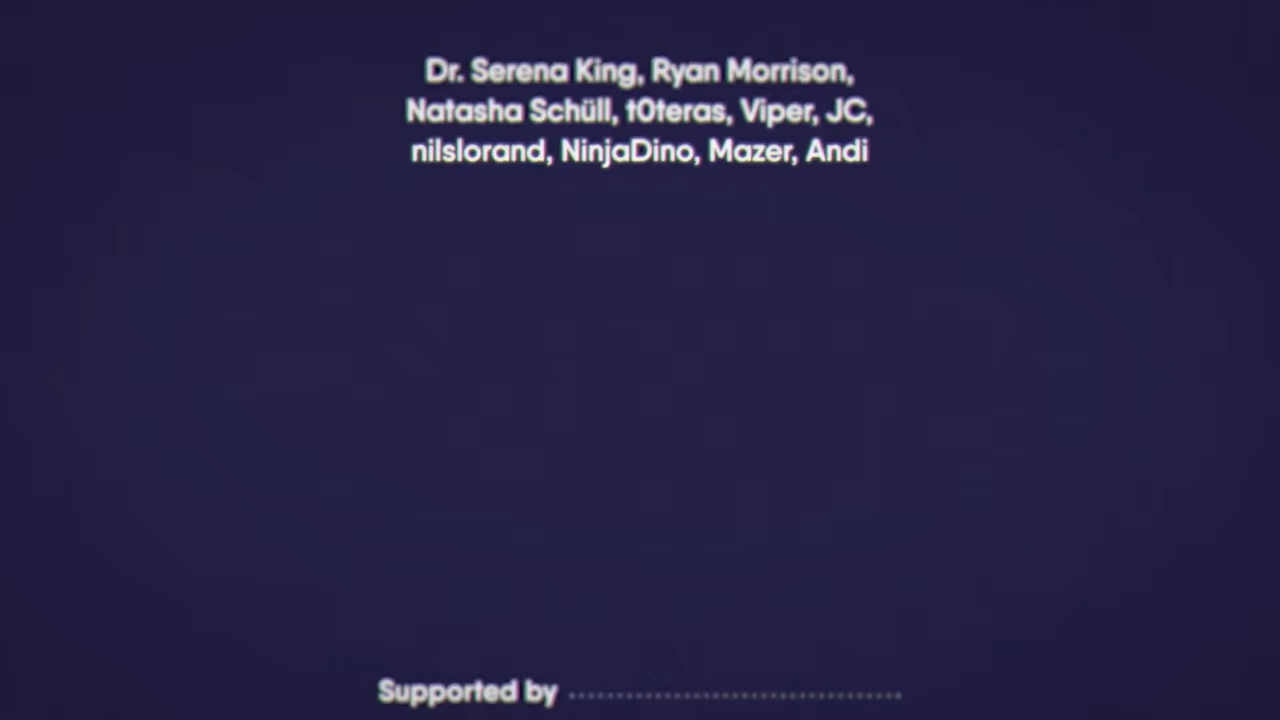 Dr. Serena King, Ryan Morrison,
Natasha Schüll, t0teras, Viper, JC,
nilslorand, NinjaDino, Mazer, Andi
Supported by ..................................